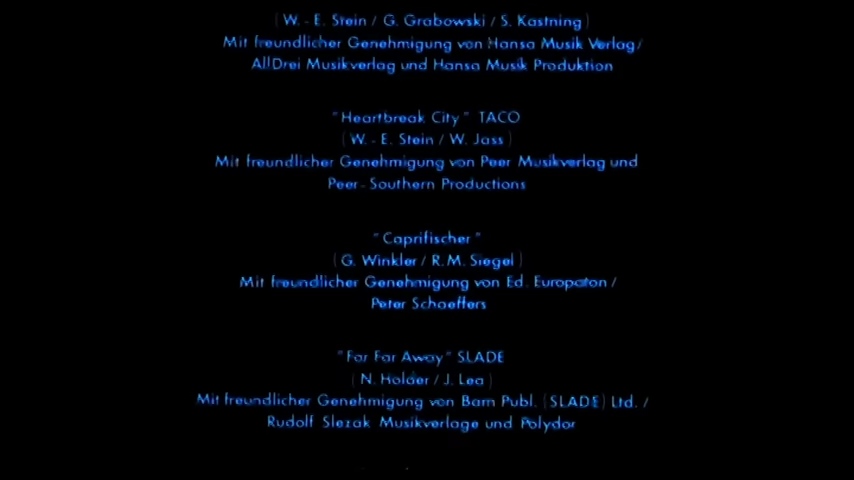 (W.-E. Stein / G. Grabowski / S. Kastning)
Mit freundlicher Genehmigung von Hansa Musik Verlag/
AllDrei Musikverlag und Hansa Musik Produktion
"Heartbreak City" TACO
(W.-E. Stein / W. Jass)
Mit freundlicher Genehmigung von Peer Musikverlag und
Peer-Southern Productions
"Caprifischer"
(G. Winkler / R.M. Siegel)
Mit freundlicher Genehmigung von Ed. Europaton /
Peter Schaeffers
"Far Far Away" SLADE
(N. Holder / J. Lea)
Mit freundlicher Genehmigung von Barn Publ. (SLADE) Ltd. /
Rudolf Slezak Musikverlage und Polydor